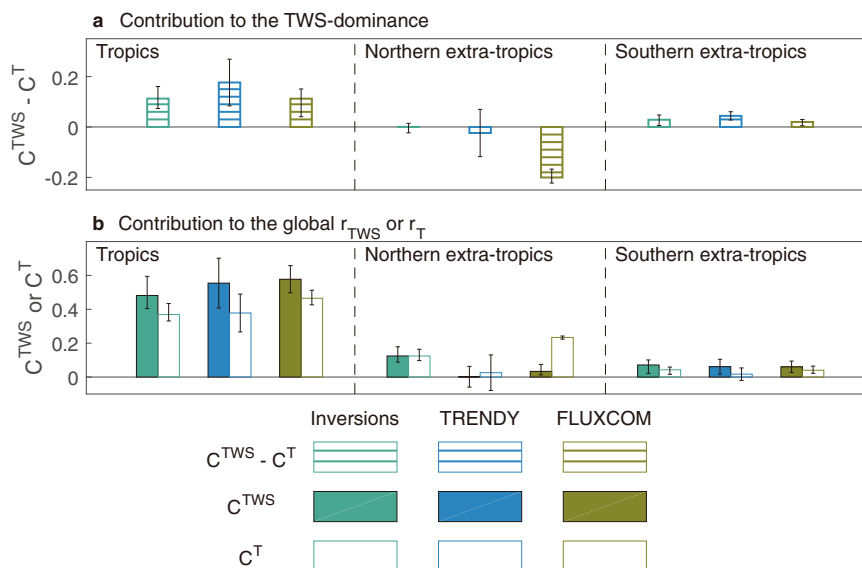 a Contribution to the TWS-dominance
Tropics
Northern extra-tropics
Southern extra-tropics
C^TWS - C^T
0.2
0
-0.2
b Contribution to the global r_TWS or r_T
Tropics
Northern extra-tropics
Southern extra-tropics
C^TWS or C^T
0.6
0.4
0.2
0
Inversions TRENDY FLUXCOM
C^TWS - C^T
C^TWS
C^T